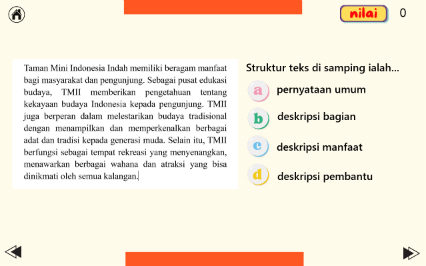 nilai 0
Taman Mini Indonesia Indah memiliki beragam manfaat
bagi masyarakat dan pengunjung. Sebagai pusat edukasi
budaya, TMII memberikan pengetahuan tentang
kekayaan budaya Indonesia kepada pengunjung. TMII
juga berperan dalam melestarikan budaya tradisional
dengan menampilkan dan memperkenalkan berbagai
adat dan tradisi kepada generasi muda. Selain itu, TMII
berfungsi sebagai tempat rekreasi yang menyenangkan,
menawarkan berbagai wahana dan atraksi yang bisa
dinikmati oleh semua kalangan.
Struktur teks di samping ialah...
a pernyataan umum
b deskripsi bagian
c deskripsi manfaat
d deskripsi pembantu